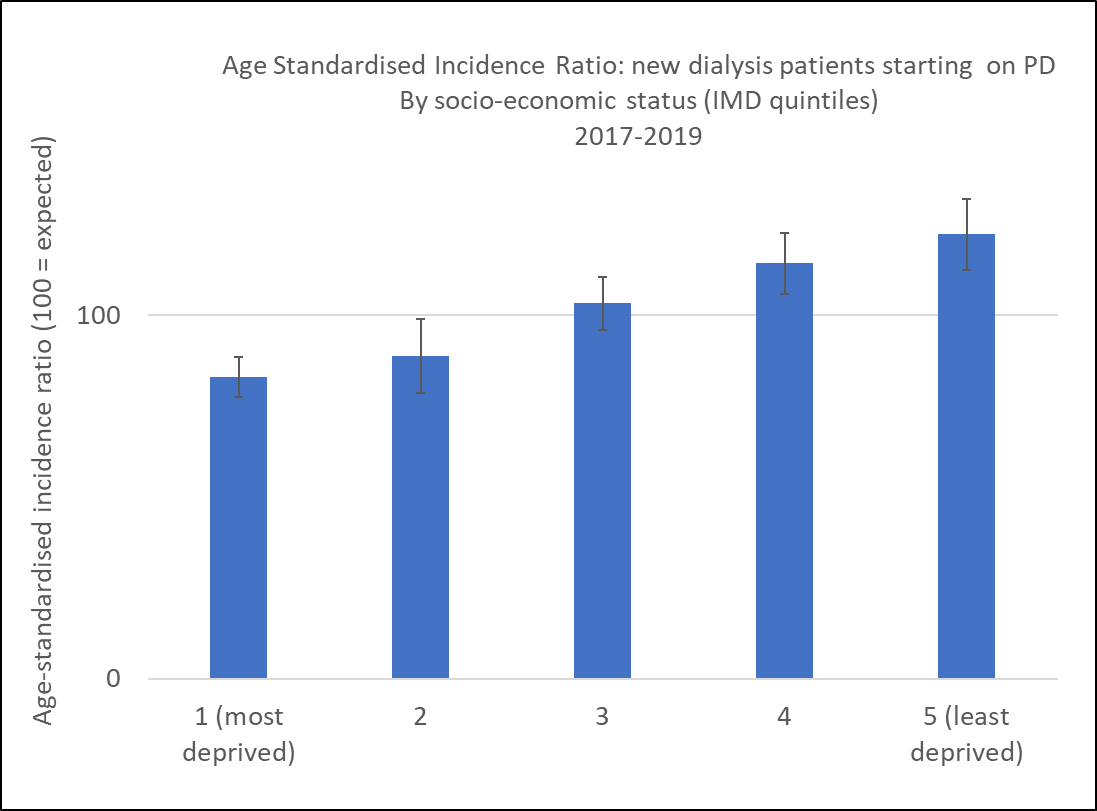 Age Standardised Incidence Ratio: new dialysis patients starting on PD
By socio-economic status (IMD quintiles)
2017-2019
Age-standardised incidence ratio (100 = expected)
100
0
1 (most
deprived)
2
3
4
5 (least
deprived)